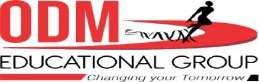 ODM
EDUCATIONAL GROUP
Changing your Tomorrow